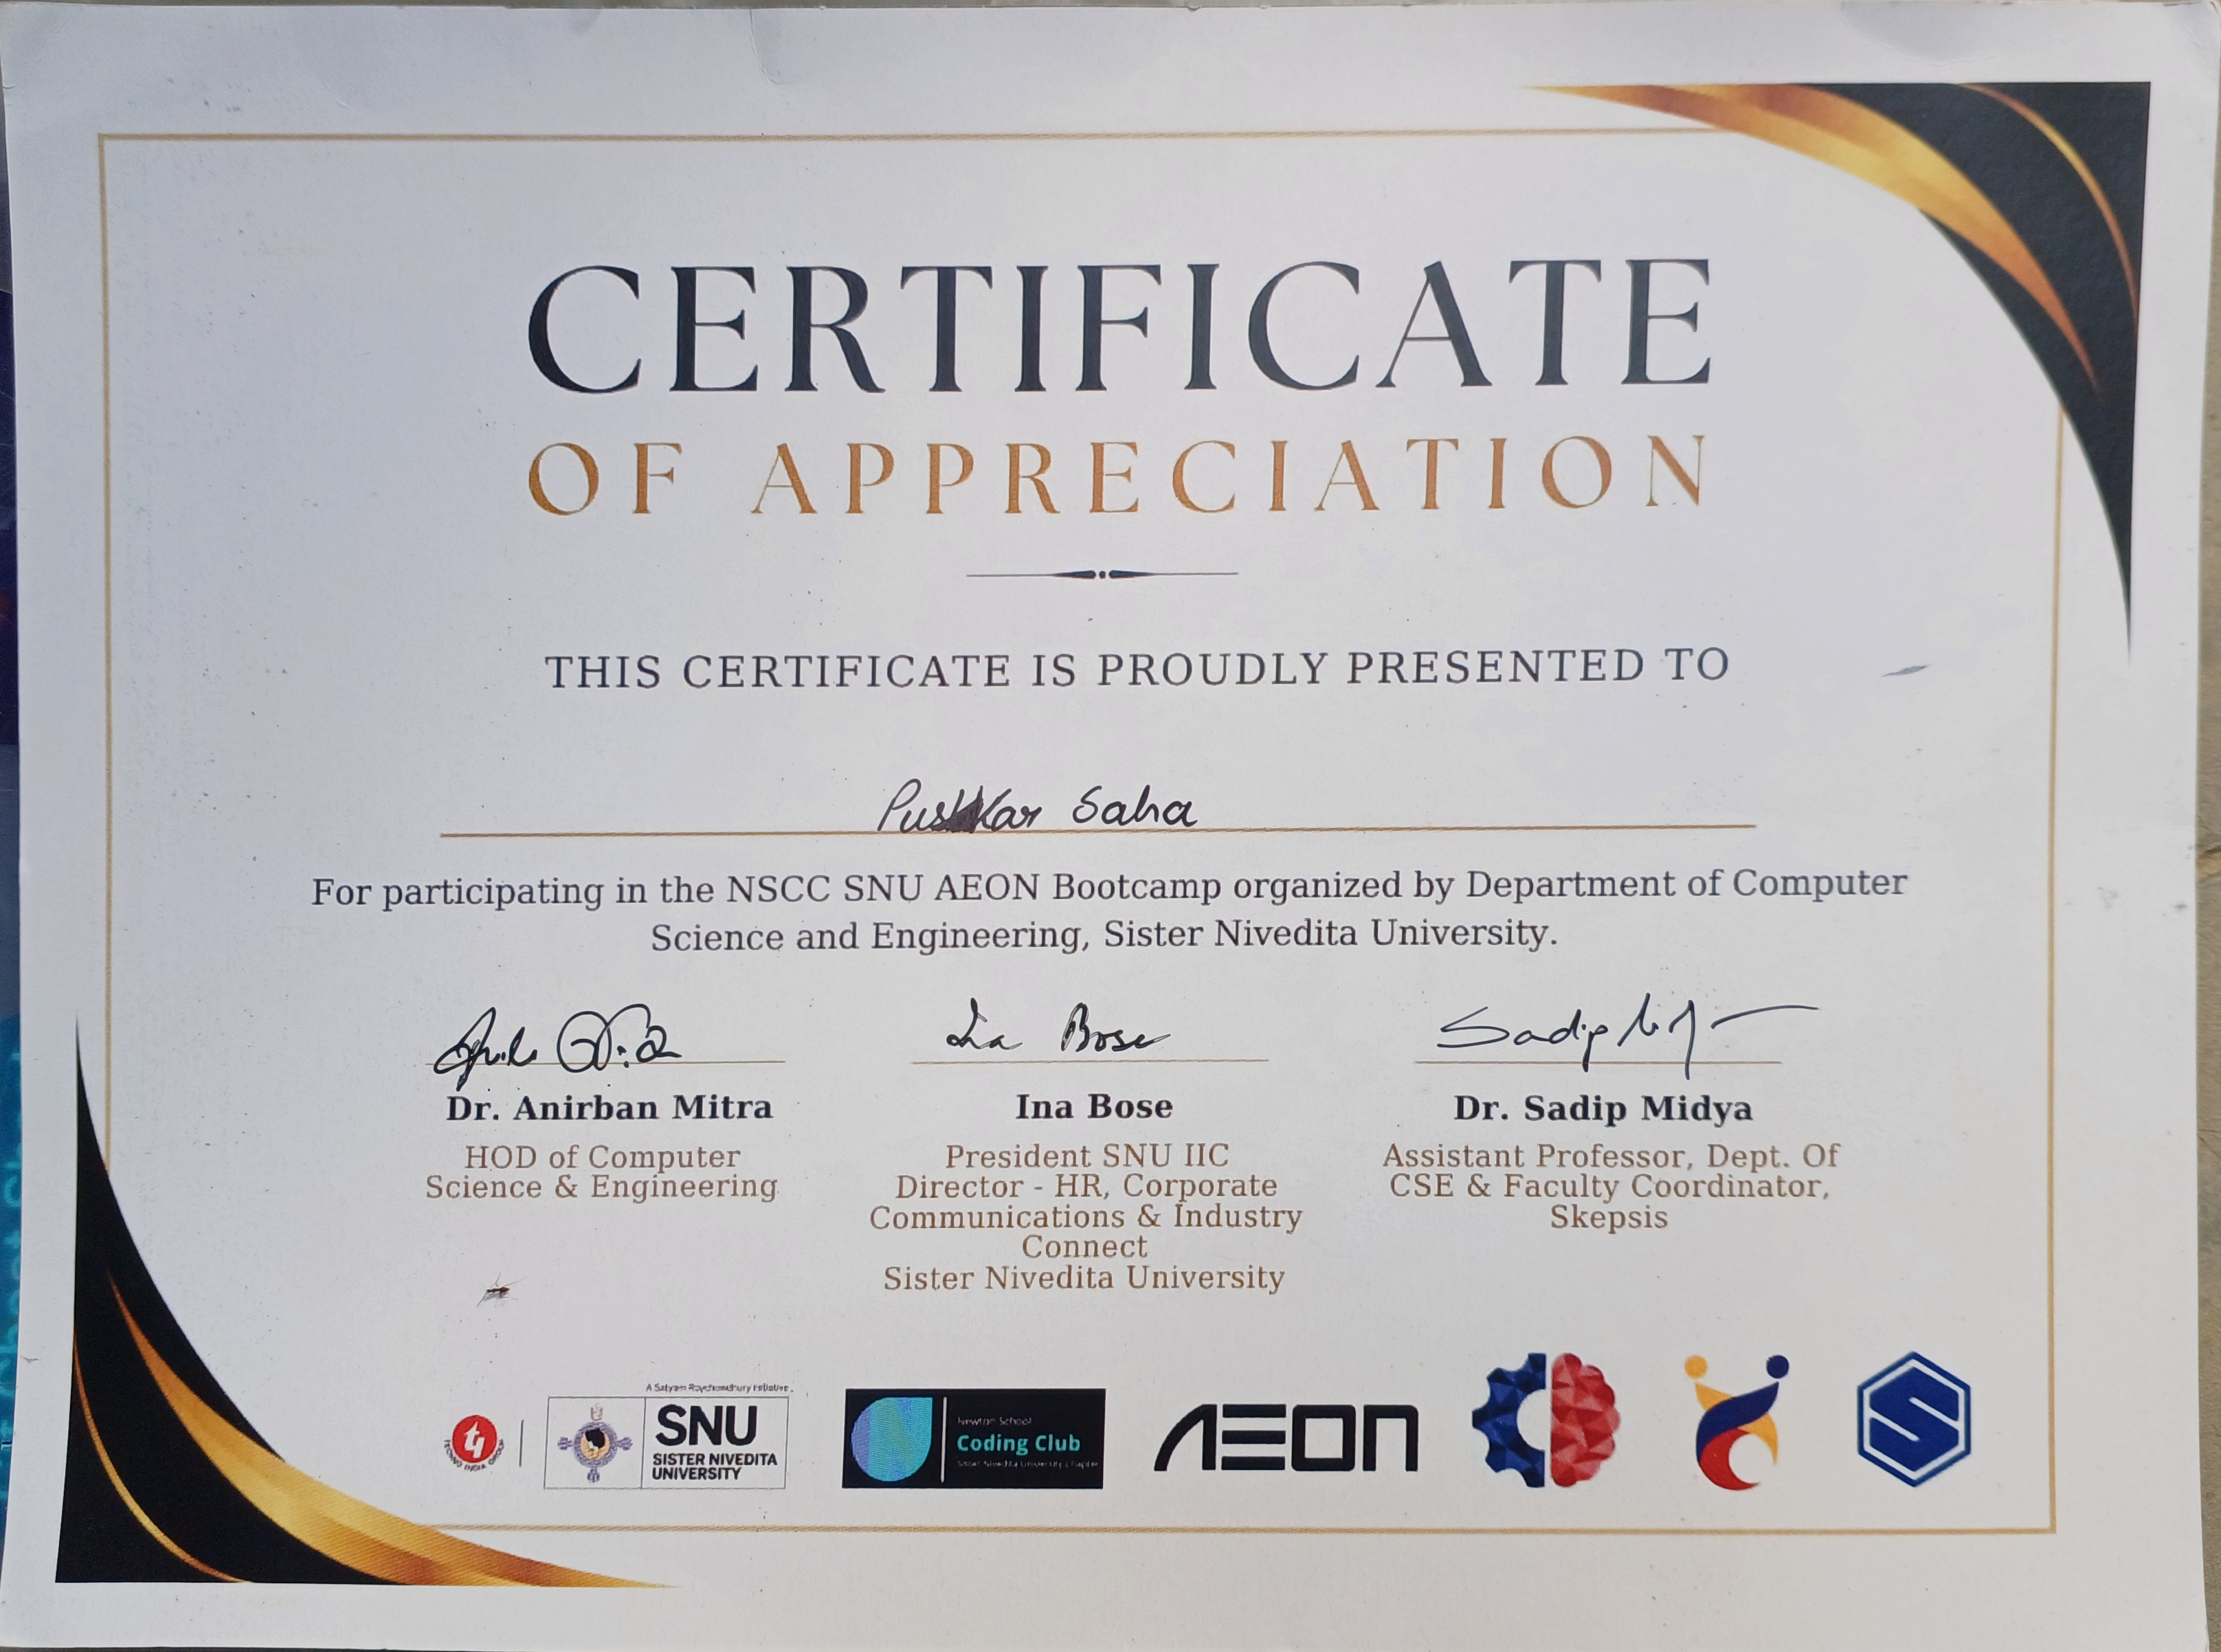 CERTIFICATE
OF APPRECIATION
THIS CERTIFICATE IS PROUDLY PRESENTED TO
Pushkar Saha
For participating in the NSCC SNU AEON Bootcamp organized by Department of Computer
Science and Engineering, Sister Nivedita University.
Ina Bose
Sadip
Dr. Anirban Mitra
HOD of Computer
Science & Engineering
Ina Bose
President SNU IIC
Director - HR, Corporate
Communications & Industry
Connect
Sister Nivedita University
Dr. Sadip Midya
Assistant Professor, Dept. Of
CSE & Faculty Coordinator,
Skepsis
TECHNO INDIA GROUP
A Satyam Roychowdhury Initiative.
SNU
SISTER NIVEDITA
UNIVERSITY
Newton School
Coding Club
Sister Nivedita University Chapter
AEON
S